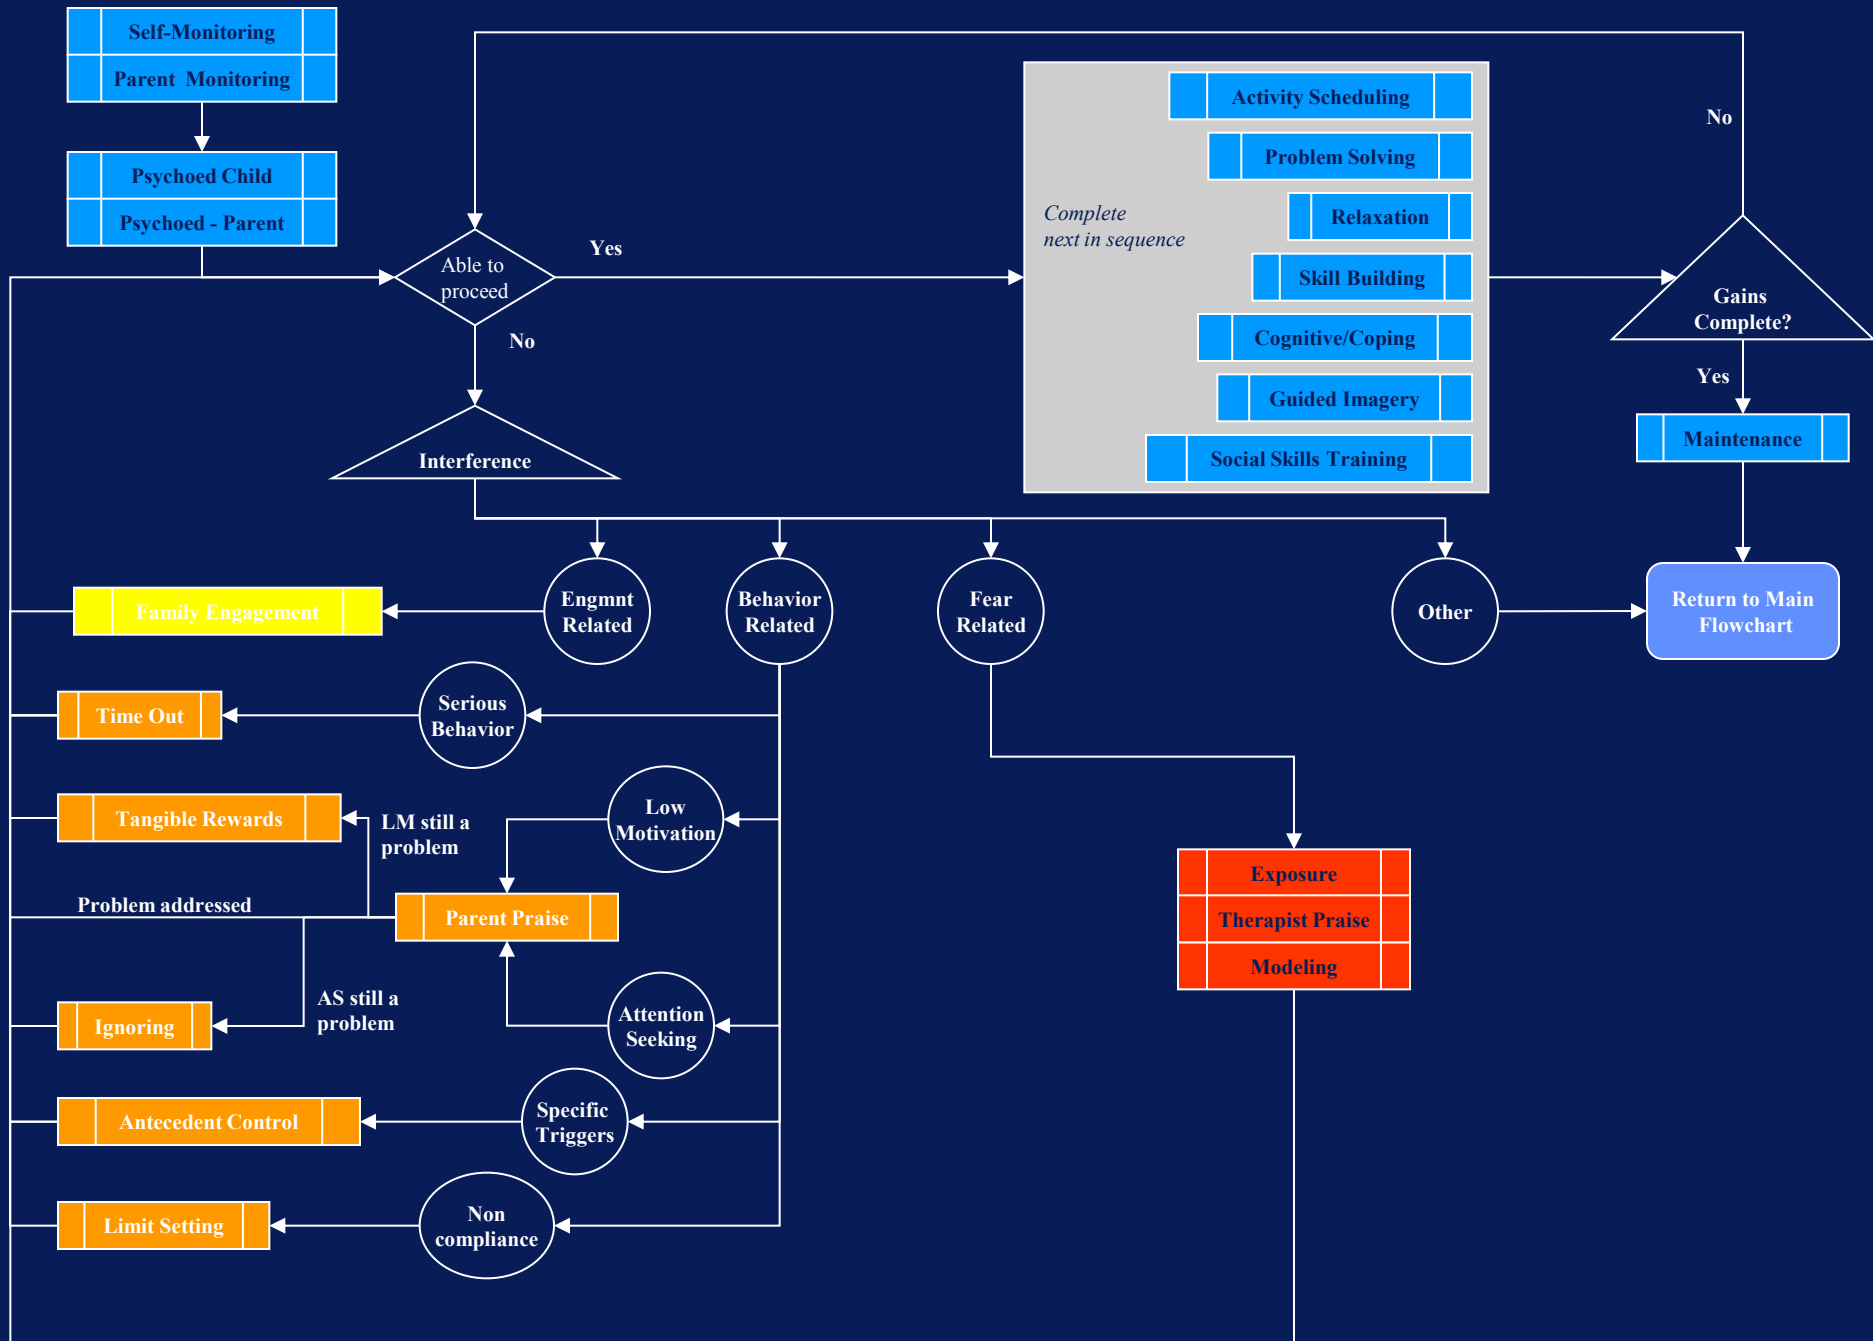 Self-Monitoring
Parent Monitoring
Psychoed Child
Psychoed - Parent
Able to
proceed
Yes
No
Complete
next in sequence
Activity Scheduling
Problem Solving
Relaxation
Skill Building
Cognitive/Coping
Guided Imagery
Social Skills Training
No
Gains
Complete?
Yes
Maintenance
Return to Main
Flowchart
Interference
Engmnt
Related
Behavior
Related
Fear
Related
Other
Family Engagement
Serious
Behavior
Time Out
Low
Motivation
Tangible Rewards
LM still a
problem
Problem addressed
Parent Praise
Exposure
Therapist Praise
Modeling
AS still a
problem
Ignoring
Attention
Seeking
Specific
Triggers
Antecedent Control
Non
compliance
Limit Setting